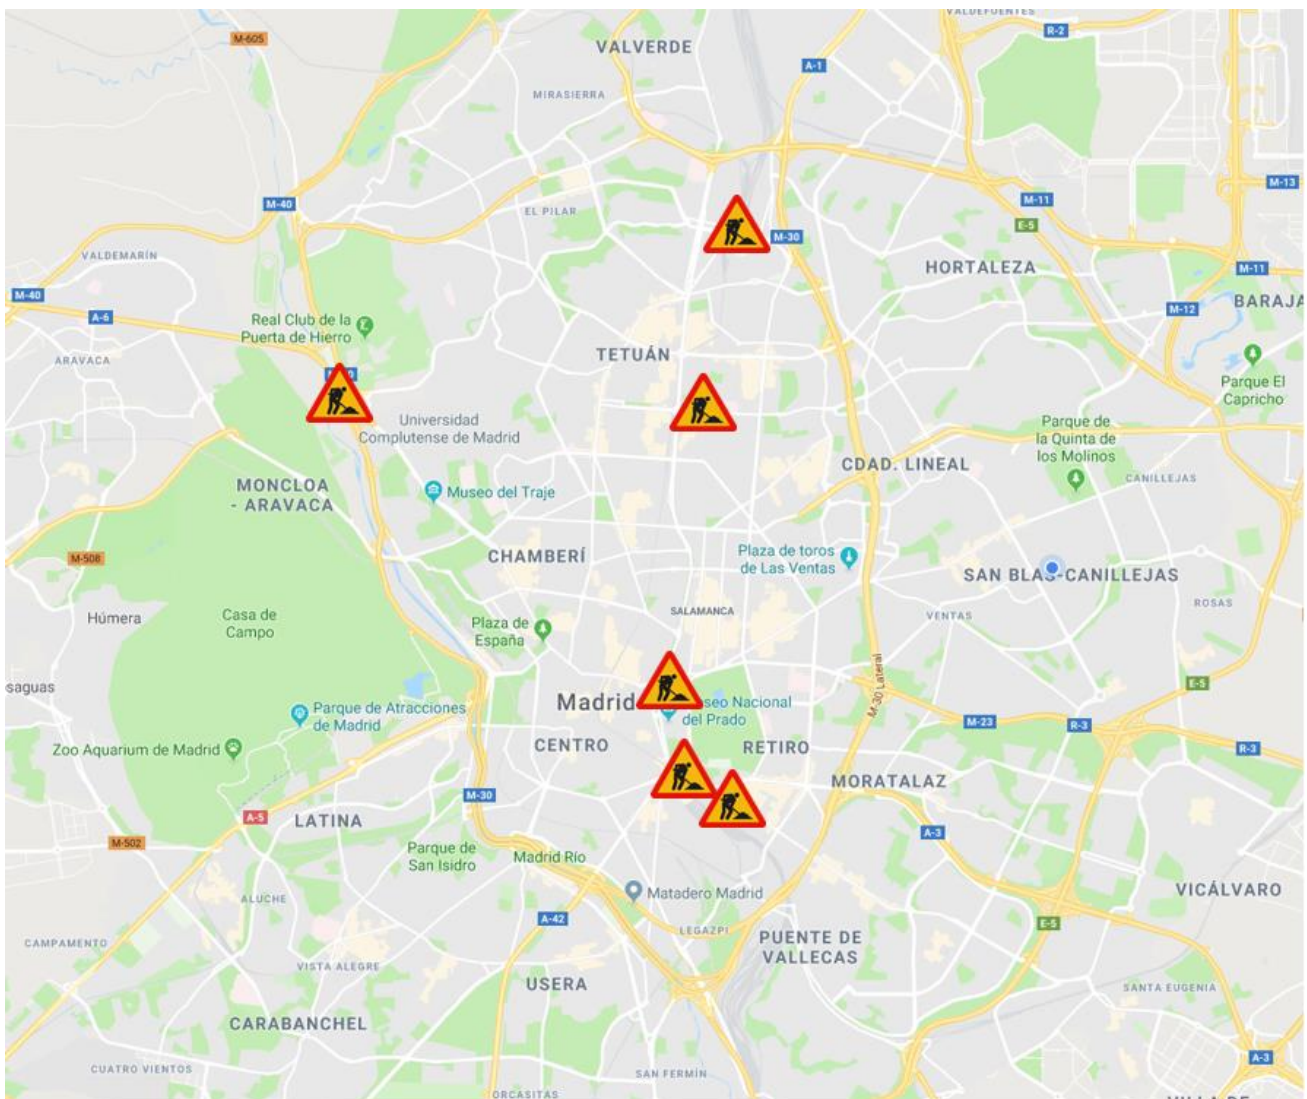 VALDEFUENTES
M-605
R-2
VALVERDE
A-1
MIRASIERRA
M-13
M-11
M-40
EL PILAR
E-5
M-30
VALDEMARÍN
HORTALEZA
M-11
M-40
BARAJA
M-12
A-6
Real Club de la
Puerta de Hierro
TETUÁN
ARAVACA
Parque El
Capricho
Universidad
Complutense de Madrid
Parque de
la Quinta de
los Molinos
CDAD. LINEAL
CANILLEJAS
MONCLOA
- ARAVACA
Museo del Traje
CHAMBERÍ
Plaza de toros
de Las Ventas
M-508
SAN BLAS-CANILLEJAS
ROSAS
Húmera
Casa de
Campo
SALAMANCA
VENTAS
Plaza de
España
M-30 Lateral
E-5
saguas
Madrid
seo Nacional
del Prado
Parque de Atracciones
de Madrid
M-23
R-3
Zoo Aquarium de Madrid
CENTRO
RETIRO
R-3
MORATALAZ
M-30
A-5
LATINA
A-3
M-502
Parque de
San Isidro
Madrid Río
Matadero Madrid
VICÁLVARO
ALUCHE
A-42
E-5
LEGAZPI
CAMPAMENTO
PUENTE DE
VALLECAS
VISTA ALEGRE
USERA
SANTA EUGENIA
CARABANCHEL
A-3
CUATRO VIENTOS
SAN FERMÍN
ORCASITAS